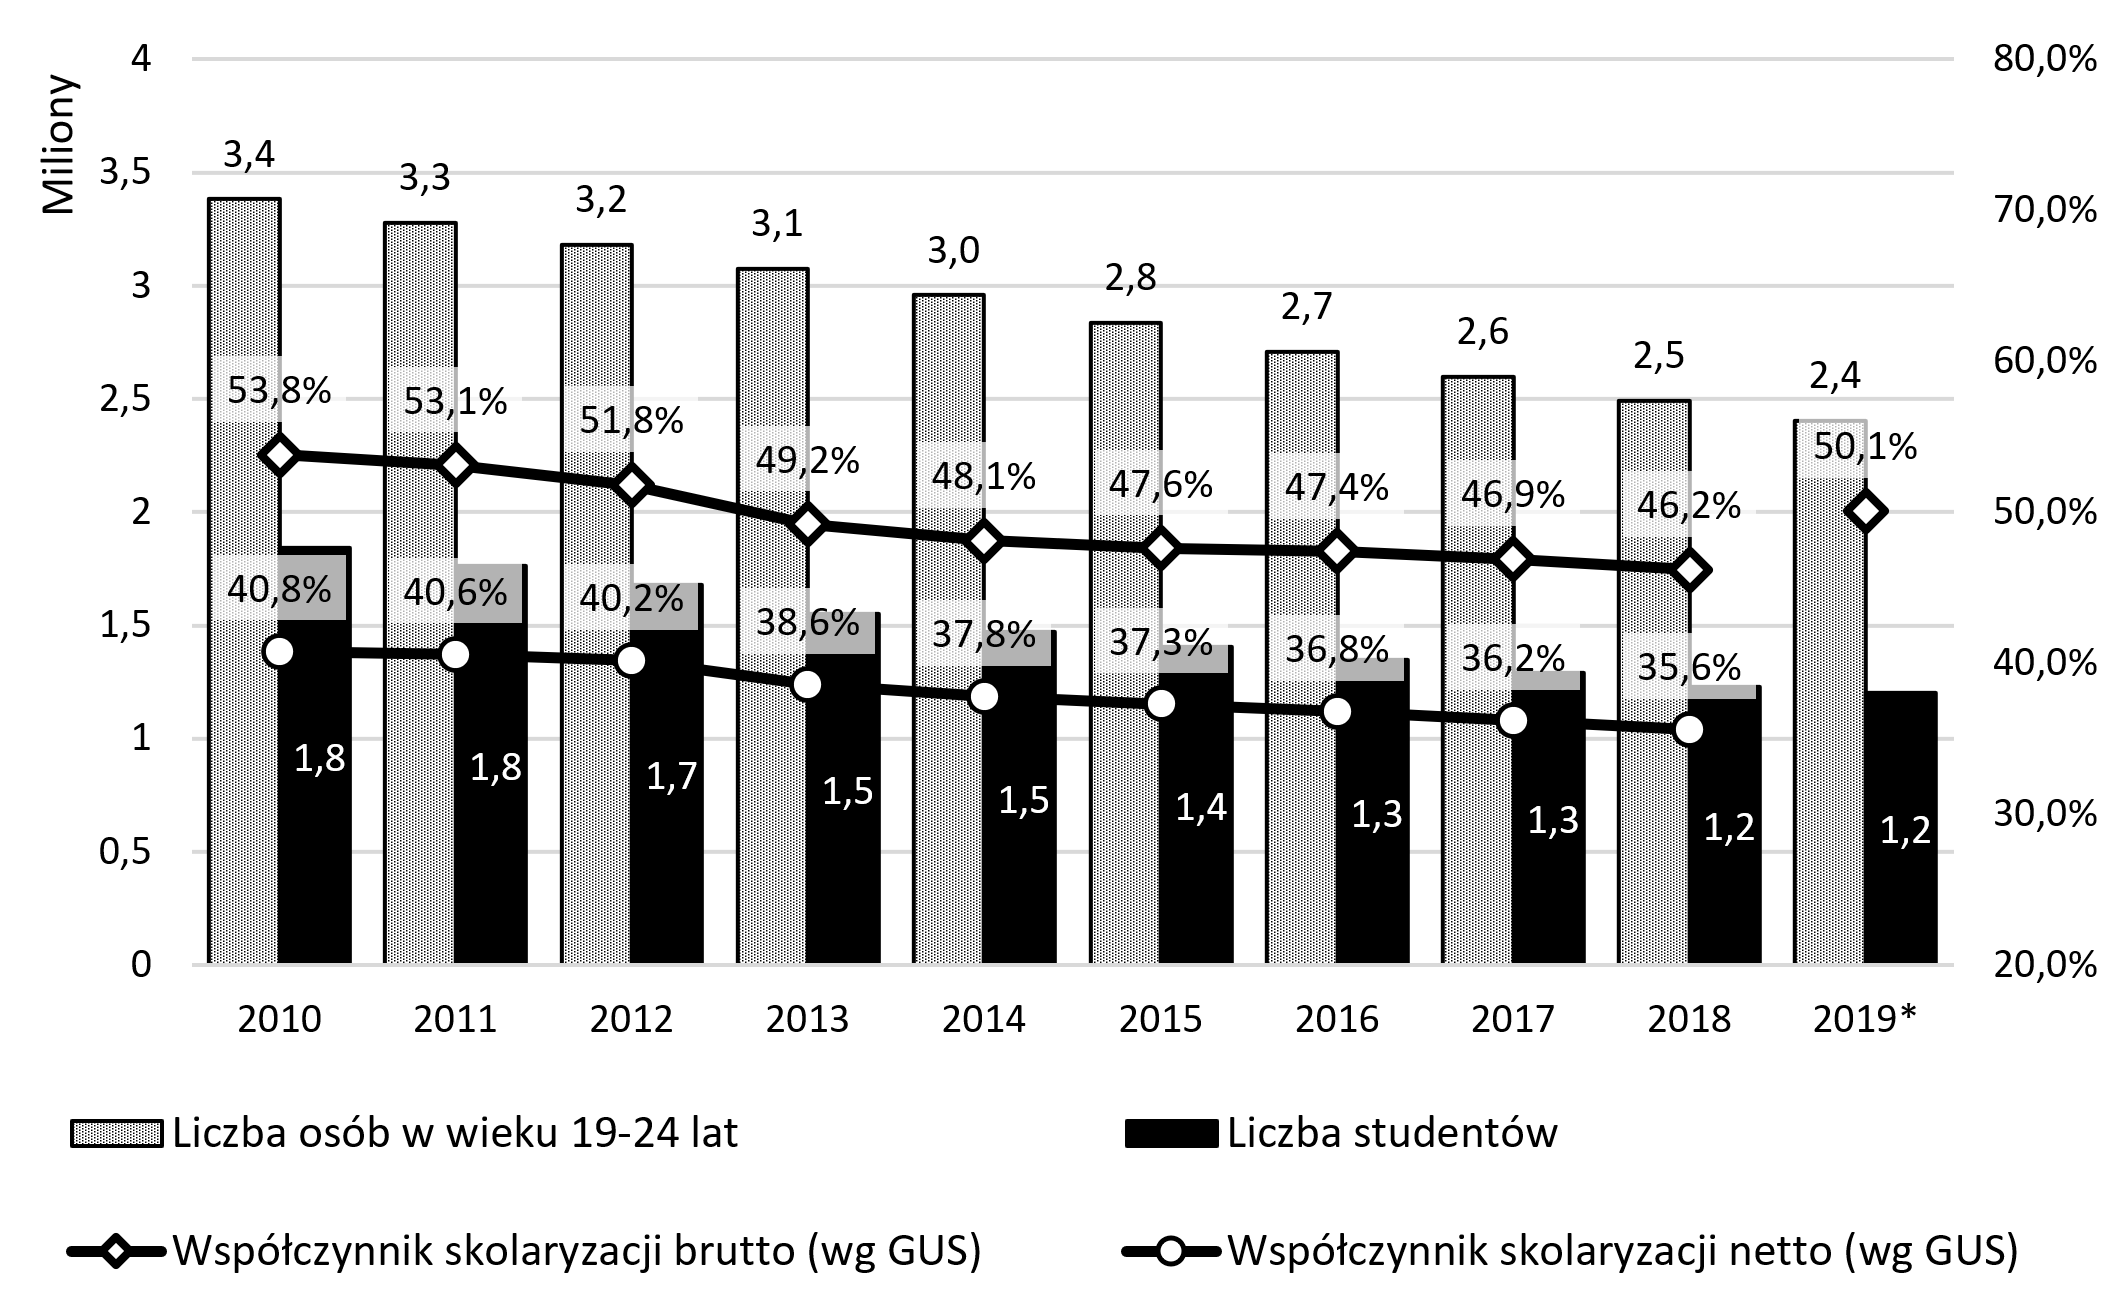 Miliony
4
3,5
3
2,5
2
1,5
1
0,5
0
80,0%
70,0%
60,0%
50,0%
40,0%
30,0%
20,0%
3,4 3,3 3,2 3,1 3,0 2,8 2,7 2,6 2,5 2,4
53,8% 53,1% 51,8% 49,2% 48,1% 47,6% 47,4% 46,9% 46,2% 50,1%
40,8% 40,6% 40,2% 38,6% 37,8% 37,3% 36,8% 36,2% 35,6%
1,8 1,8 1,7 1,5 1,5 1,4 1,3 1,3 1,2 1,2
2010 2011 2012 2013 2014 2015 2016 2017 2018 2019*
Liczba osób w wieku 19-24 lat
Liczba studentów
Współczynnik skolaryzacji brutto (wg GUS)
Współczynnik skolaryzacji netto (wg GUS)